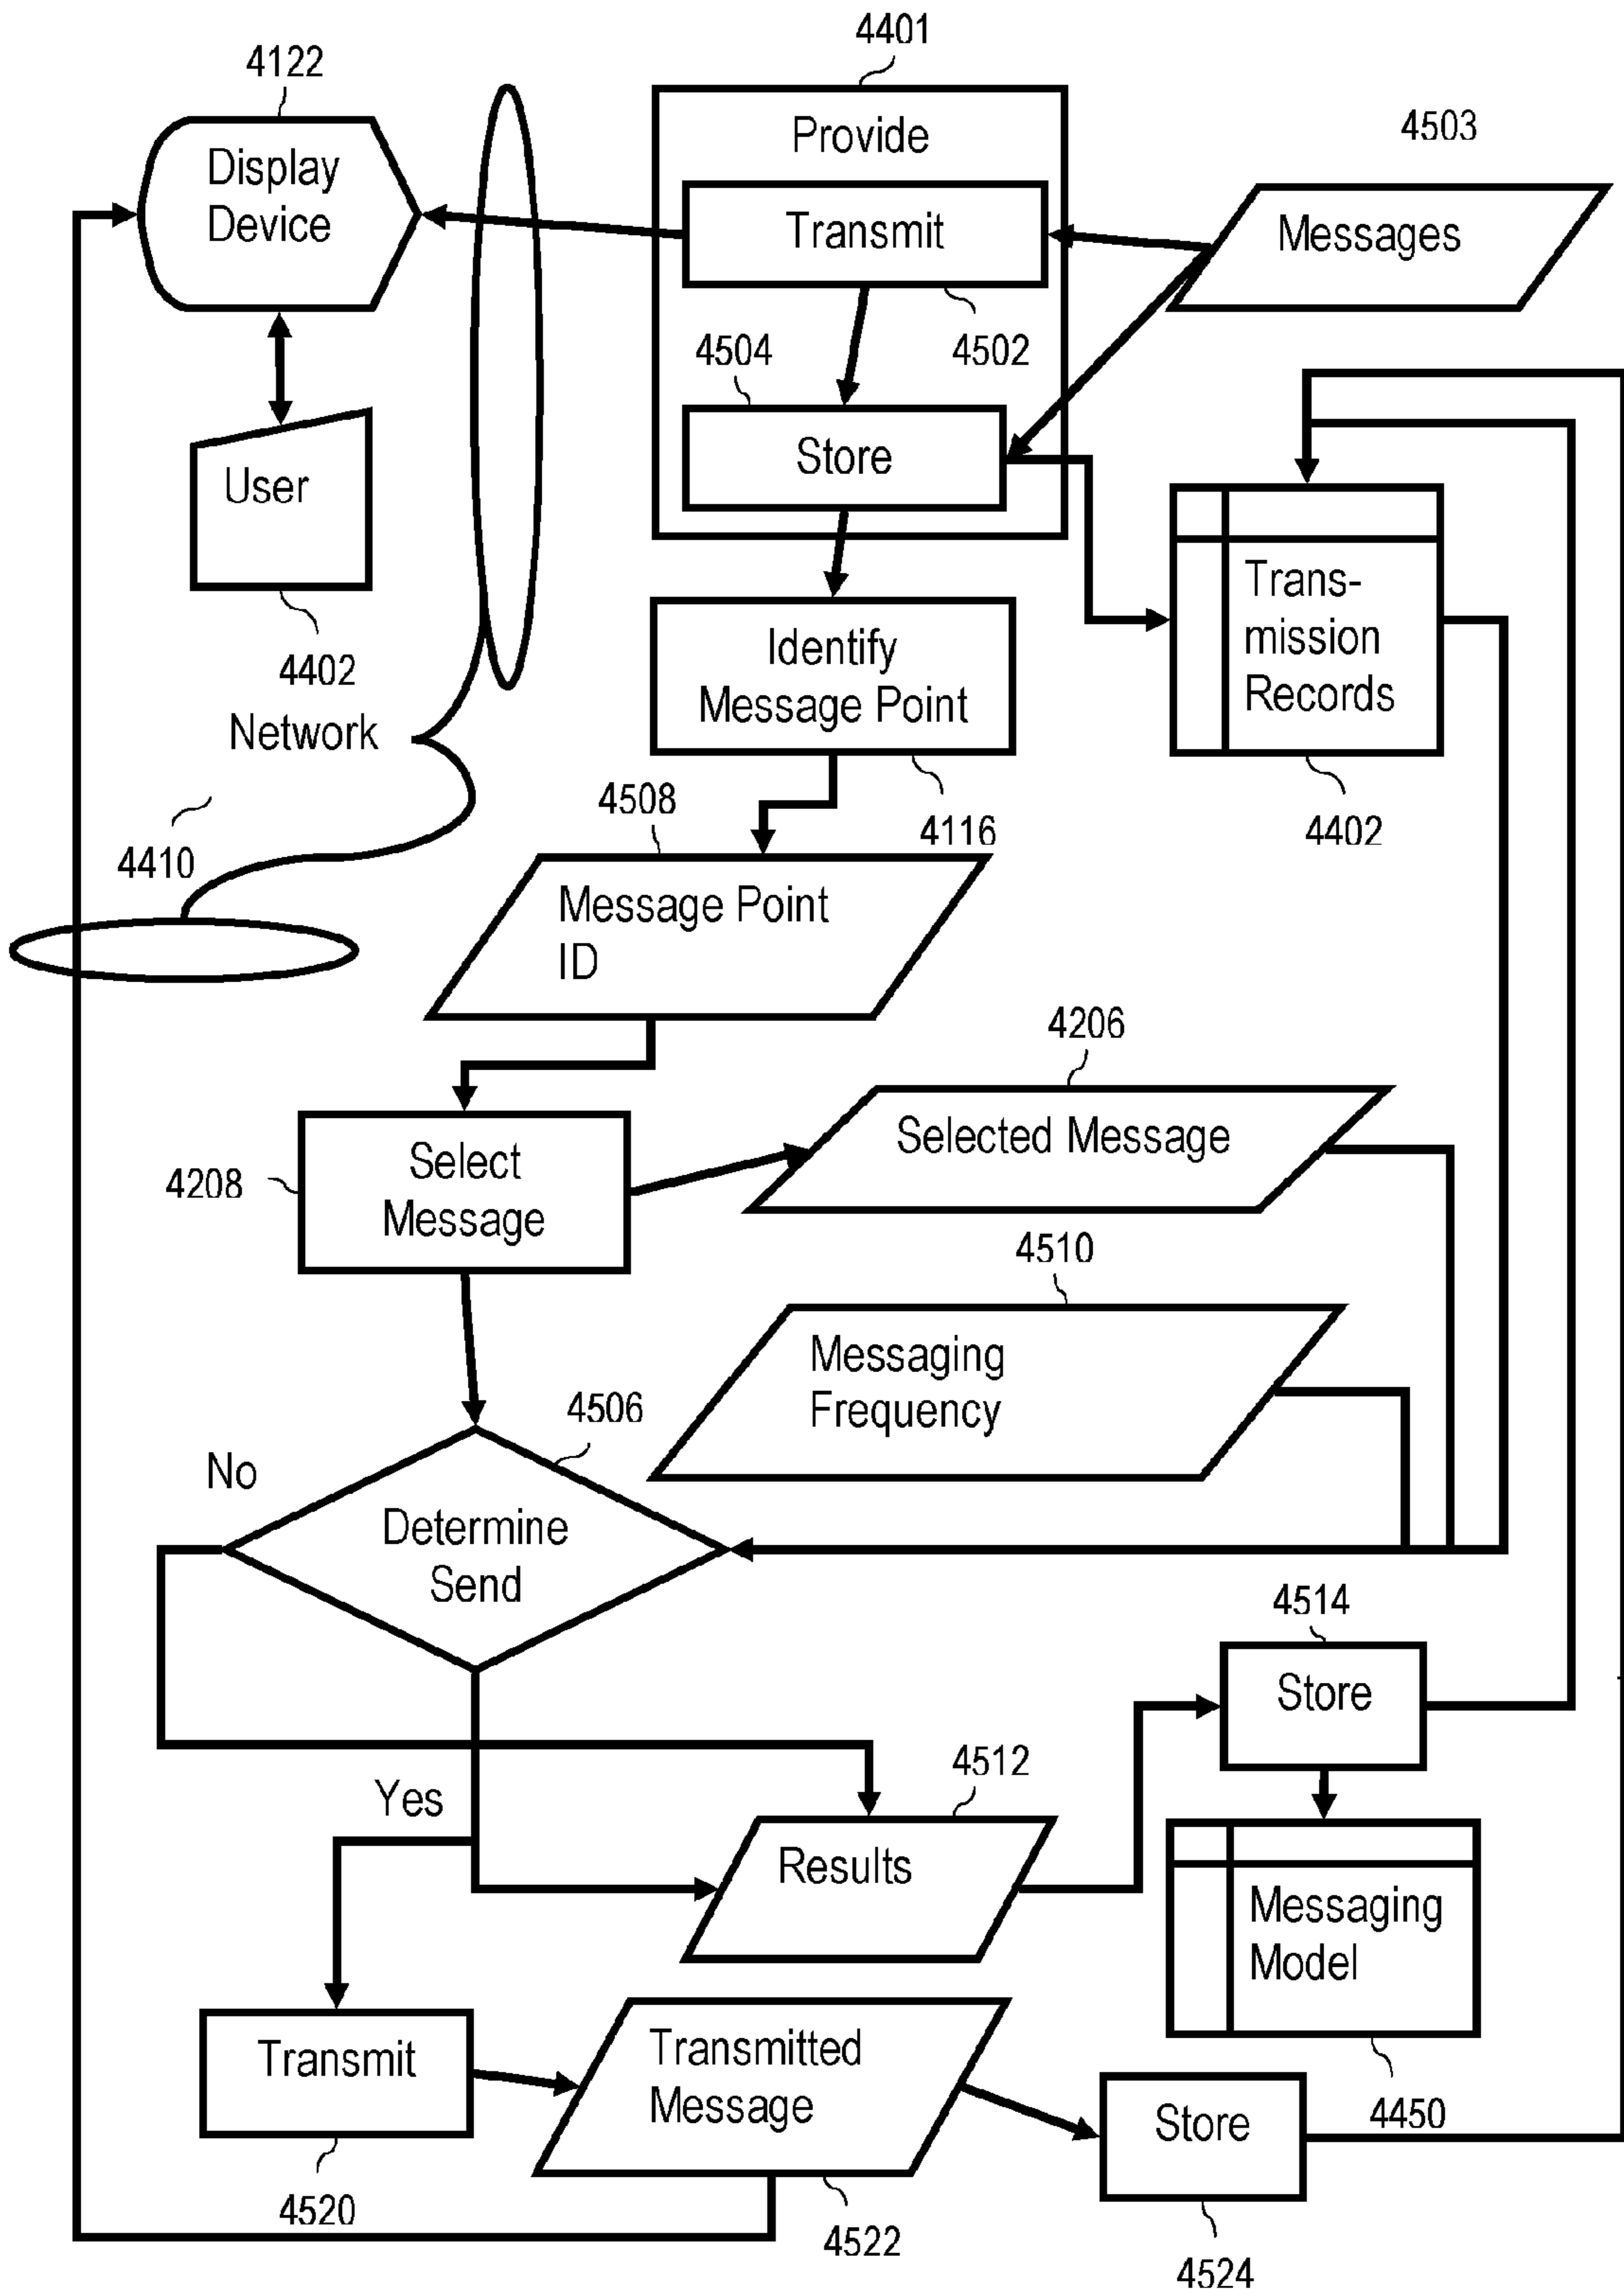 4401
4122
Provide
4503
Display
Device
Transmit
Messages
4504
4502
Store
User
Trans-
mission
Records
Identify
Message Point
4402
Network
4508
4116
4402
4410
Message Point
ID
4206
Selected Message
Select
Message
4208
4510
Messaging
Frequency
4506
No
Determine
Send
4514
Store
4512
Yes
Results
Messaging
Model
Transmit
Transmitted
Message
4450
Store
4520
4522
4524